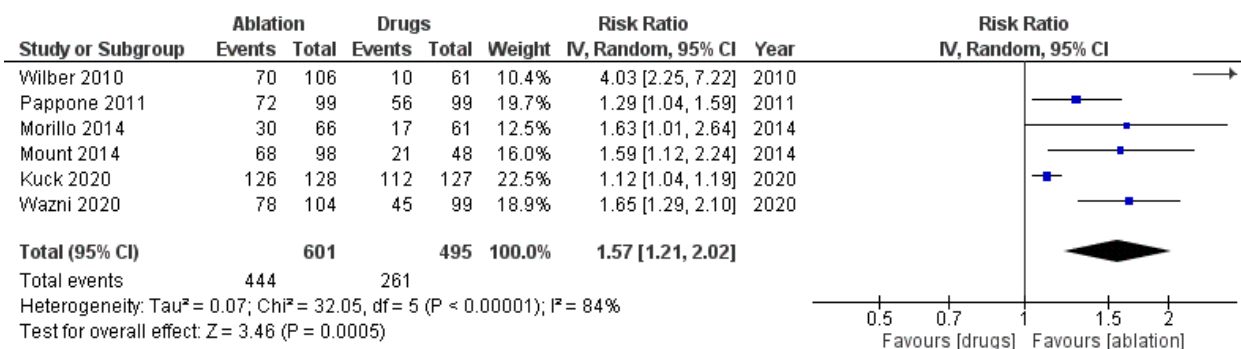 Ablation Drugs Risk Ratio Risk Ratio
Study or Subgroup Events Total Events Total Weight IV, Random, 95% CI Year IV, Random, 95% CI
Wilber 2010 70 106 10 61 10.4% 4.03 [2.25, 7.22] 2010
Pappone 2011 72 99 56 99 19.7% 1.29 [1.04, 1.59] 2011
Morillo 2014 30 66 17 61 12.5% 1.63 [1.01, 2.64] 2014
Mount 2014 68 98 21 48 16.0% 1.59 [1.12, 2.24] 2014
Kuck 2020 126 128 112 127 22.5% 1.12 [1.04, 1.19] 2020
Wazni 2020 78 104 45 99 18.9% 1.65 [1.29, 2.10] 2020
Total (95% CI) 601 495 100.0% 1.57 [1.21, 2.02]
Total events 444 261
Heterogeneity: Tau² = 0.07; Chi² = 32.05, df = 5 (P < 0.00001); I² = 84%
Test for overall effect: Z = 3.46 (P = 0.0005)
0.5 0.7 1 1.5 2
Favours [drugs] Favours [ablation]